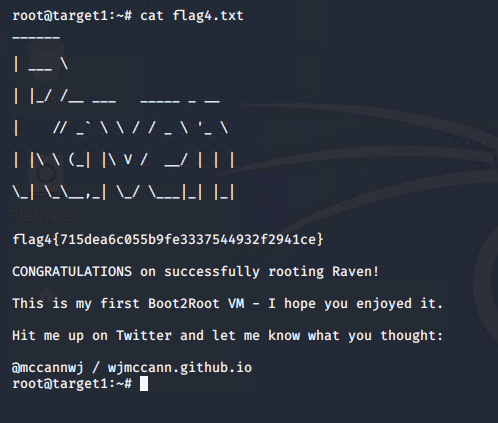 root@target1:~# cat flag4.txt
______
| ___ \
| |_/ /__ ___   _____ _ __
|    // _` \ \ / / _ \ '_ \
| |\ \ (_| |\ V /  __/ | | |
\_| \_\__,_| \_/ \___|_| |_|
flag4{715dea6c055b9fe3337544932f2941ce}
CONGRATULATIONS on successfully rooting Raven!
This is my first Boot2Root VM - I hope you enjoyed it.
Hit me up on Twitter and let me know what you thought:
@mccannwj / wjmccann.github.io
root@target1:~#
File System